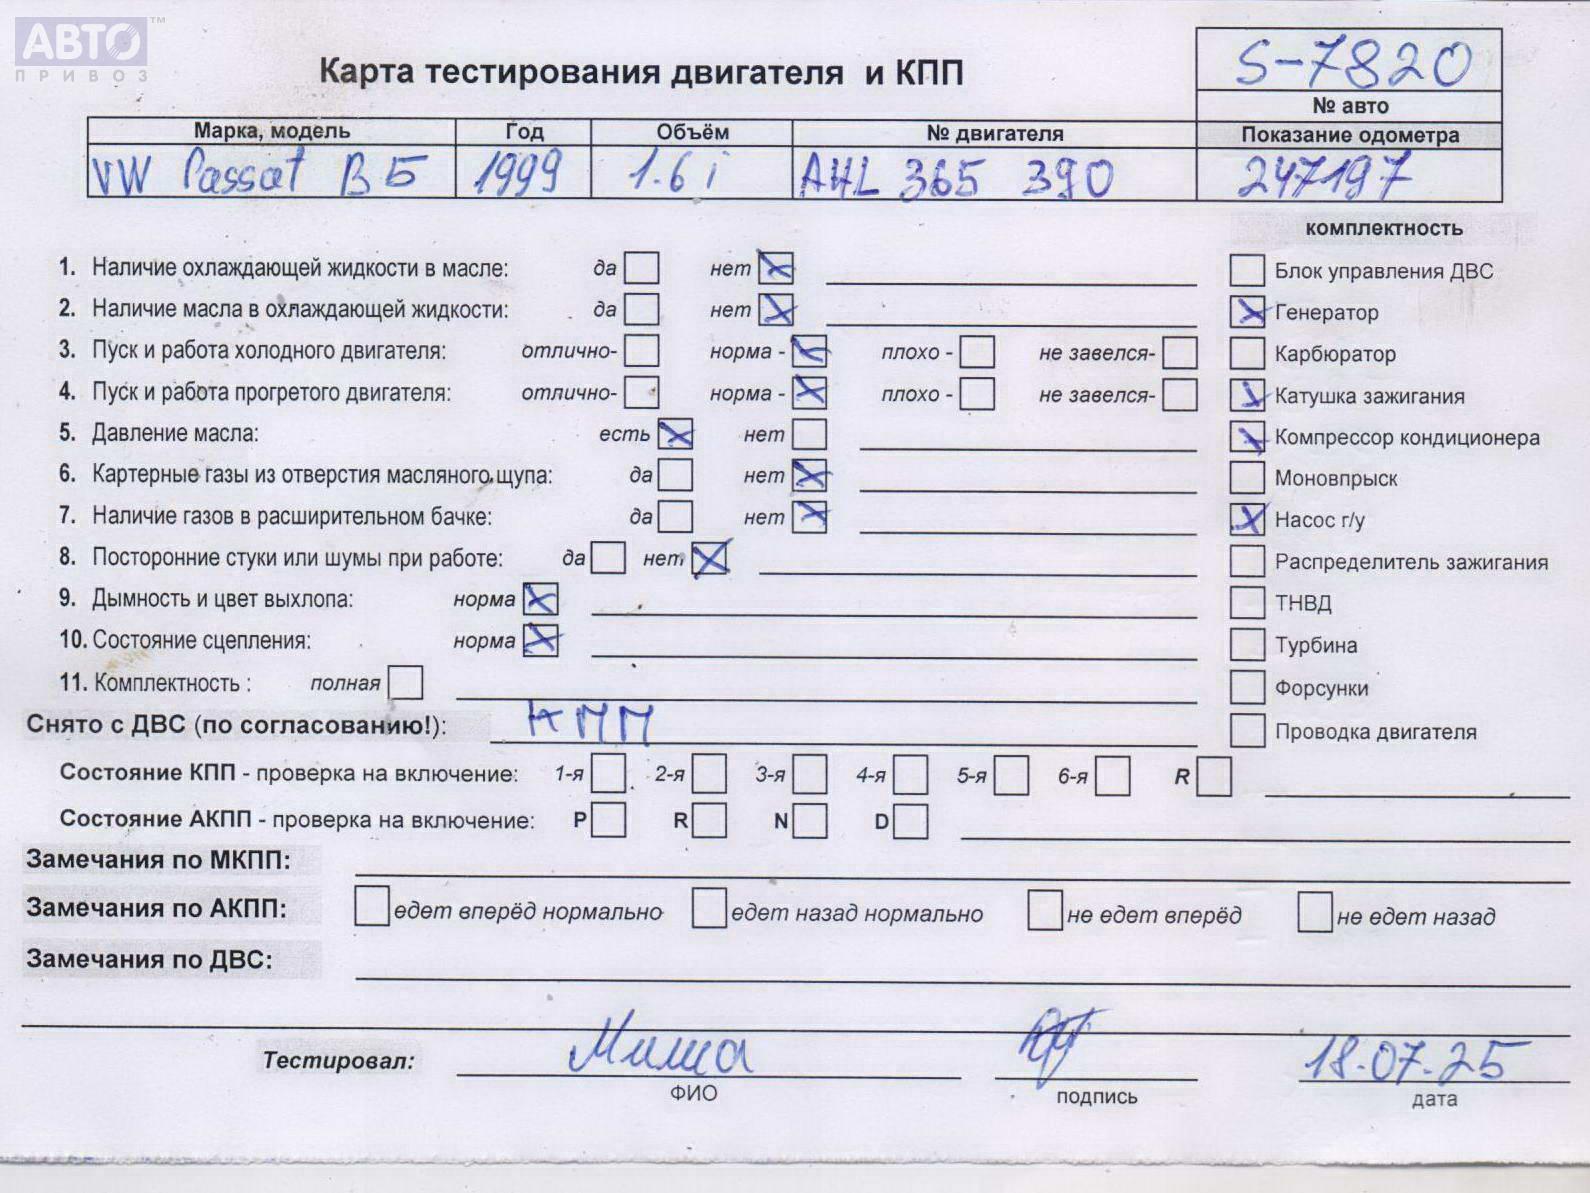 АВТО™
ПРИВОЗ
Карта тестирования двигателя и КПП
S-7820
№ авто
Марка, модель Год Объём № двигателя Показание одометра
VW Passat B5 1999 1.6i AHL 365 390 247197
комплектность
1. Наличие охлаждающей жидкости в масле: да нет Блок управления ДВС
2. Наличие масла в охлаждающей жидкости: да нет Генератор
3. Пуск и работа холодного двигателя: отлично- норма - плохо - не завелся- Карбюратор
4. Пуск и работа прогретого двигателя: отлично- норма - плохо - не завелся- Катушка зажигания
5. Давление масла: есть нет Компрессор кондиционера
6. Картерные газы из отверстия масляного щупа: да нет Моновпрыск
7. Наличие газов в расширительном бачке: да нет Насос г/у
8. Посторонние стуки или шумы при работе: да нет Распределитель зажигания
9. Дымность и цвет выхлопа: норма ТНВД
10. Состояние сцепления: норма Турбина
11. Комплектность : полная Форсунки
Снято с ДВС (по согласованию!): КПП Проводка двигателя
Состояние КПП - проверка на включение: 1-я 2-я 3-я 4-я 5-я 6-я R
Состояние АКПП - проверка на включение: P R N D
Замечания по МКПП:
Замечания по АКПП: едет вперёд нормально едет назад нормально не едет вперёд не едет назад
Замечания по ДВС:
Тестировал: Миша 18.07.25
ФИО подпись дата